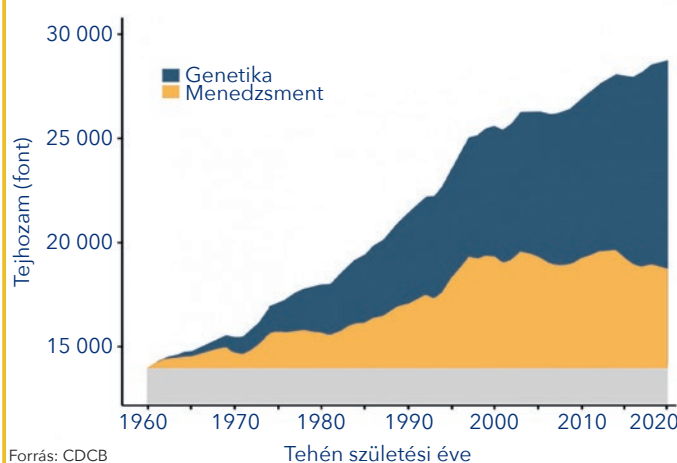 30 000
25 000
20 000
15 000
Tejhozam (font)
Genetika
Menedzsment
1960 1970 1980 1990 2000 2010 2020
Tehén születési éve
Forrás: CDCB